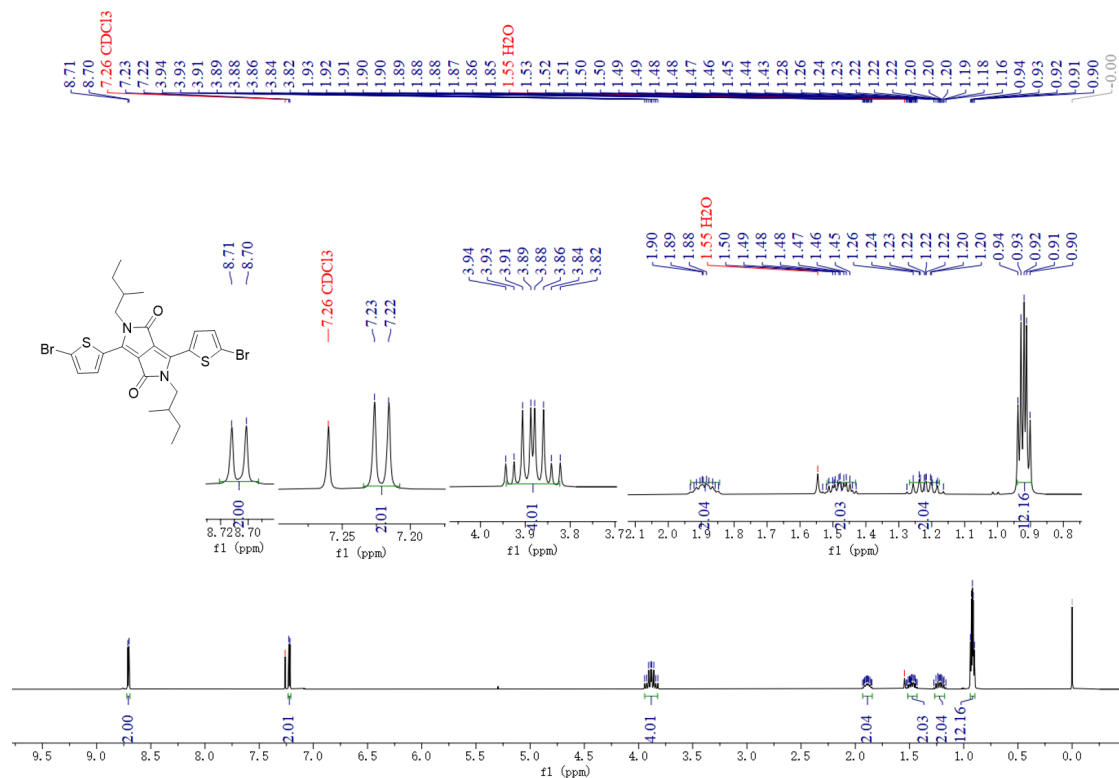 8.71 8.70 7.26 CDCl3 7.23 7.22 3.94 3.93 3.91 3.89 3.88 3.86 3.84 3.82 1.93 1.92 1.91 1.90 1.90 1.89 1.88 1.88 1.87 1.86 1.85 1.55 H2O 1.53 1.52 1.51 1.50 1.50 1.49 1.49 1.48 1.48 1.47 1.46 1.45 1.44 1.43 1.28 1.26 1.24 1.23 1.22 1.22 1.22 1.20 1.20 1.20 1.19 1.18 1.16 0.94 0.93 0.92 0.91 0.90 -0.00
8.71 8.70 7.26 CDCl3 7.23 7.22 3.94 3.93 3.91 3.89 3.88 3.86 3.84 3.82 1.90 1.89 1.88 1.55 H2O 1.50 1.49 1.48 1.48 1.47 1.46 1.45 1.26 1.24 1.23 1.22 1.22 1.20 1.20 0.94 0.93 0.92 0.91 0.90
O
N
S
Br
Br
S
N
O
2.00 2.01 4.01 2.04 2.03 2.04 12.16
8.72 8.70 7.25 7.20 4.0 3.9 3.8 3.7 2.1 2.0 1.9 1.8 1.7 1.6 1.5 1.4 1.3 1.2 1.1 1.0 0.9 0.8
f1 (ppm) f1 (ppm) f1 (ppm) f1 (ppm)
2.00 2.01 4.01 2.04 2.03 2.04 12.16
9.5 9.0 8.5 8.0 7.5 7.0 6.5 6.0 5.5 5.0 4.5 4.0 3.5 3.0 2.5 2.0 1.5 1.0 0.5 0.0
f1 (ppm)